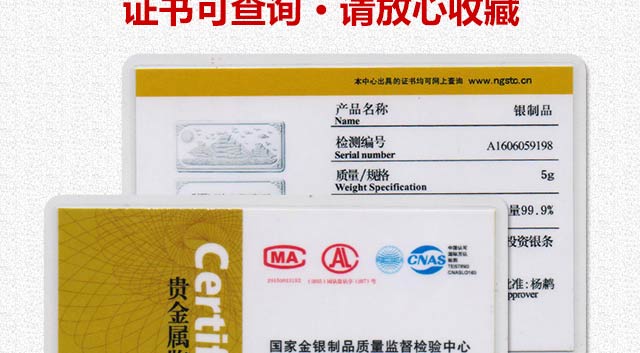 证书可查询·请放心收藏
本中心出具的证书均可网上查询 www.ngstc.cn
产品名称 银制品
Name
检测编号 A1606059198
Serial number
质量/规格 5g
Weight Specification
量99.9%
投资银条
批准:杨鹡
pprover
Certif
贵金属
MA
AL
CNAS
中国认可
国际互认
检测
TESTING
国家金银制品质量监督检验中心